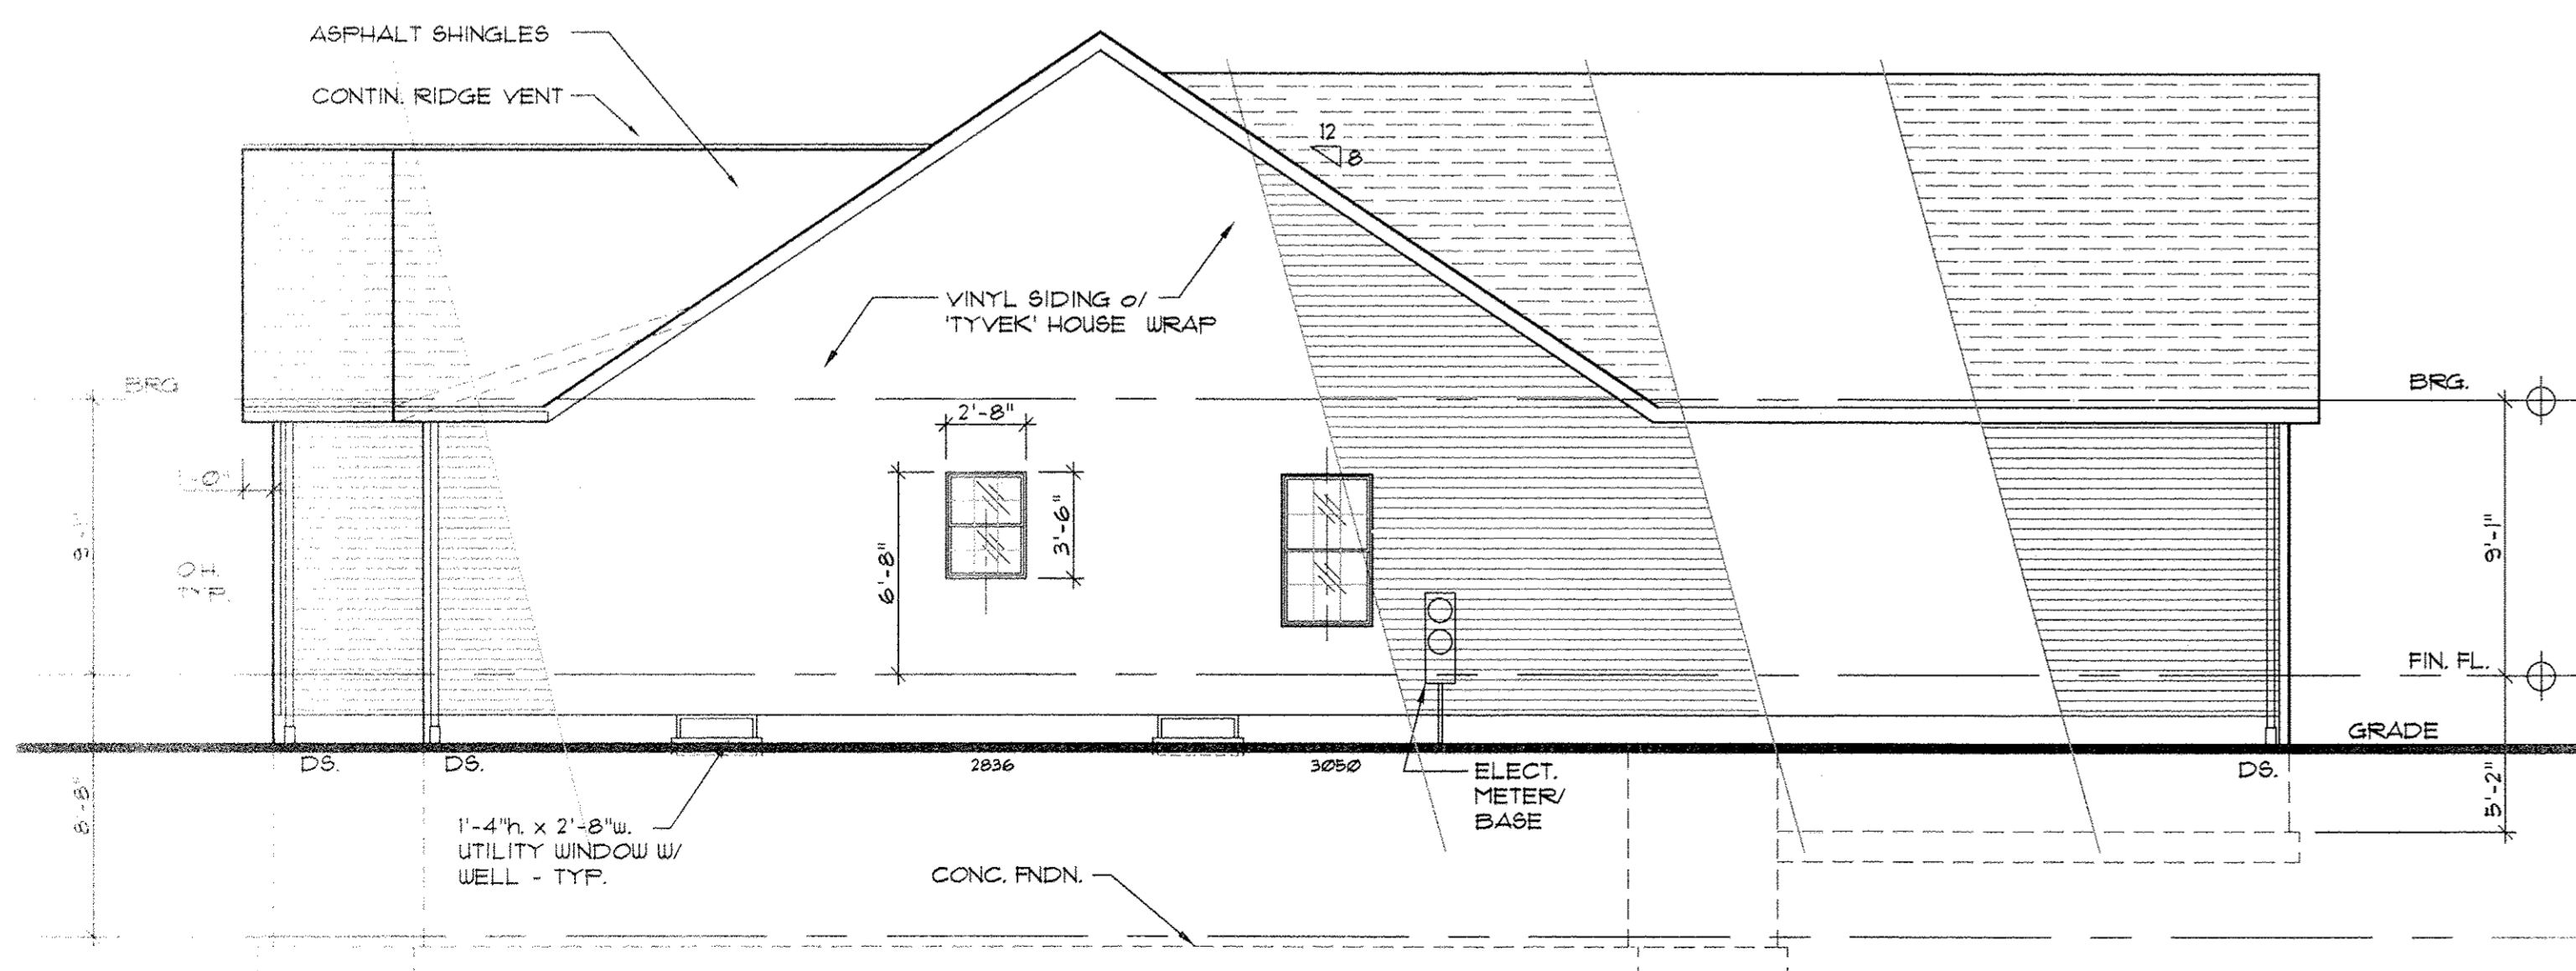 ASPHALT SHINGLES
CONTIN. RIDGE VENT
12
8
VINYL SIDING o/
'TYVEK' HOUSE WRAP
BRG.
BRG.
2'-8"
6'-8"
3'-6"
9'-1"
FIN. FL.
GRADE
DS.
DS.
2836
3050
DS.
ELECT.
METER/
BASE
8'-8"
5'-2"
1'-4"h. x 2'-8"w.
UTILITY WINDOW W/
WELL - TYP.
CONC. FNDN.